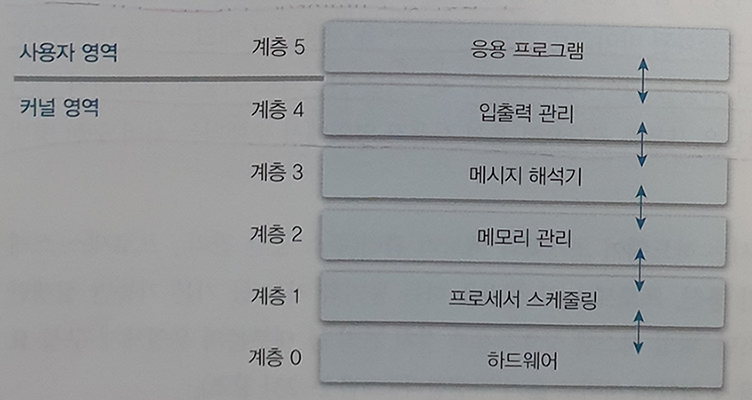 사용자 영역
계층 5
응용 프로그램
커널 영역
계층 4
입출력 관리
계층 3
메시지 해석기
계층 2
메모리 관리
계층 1
프로세서 스케줄링
계층 0
하드웨어